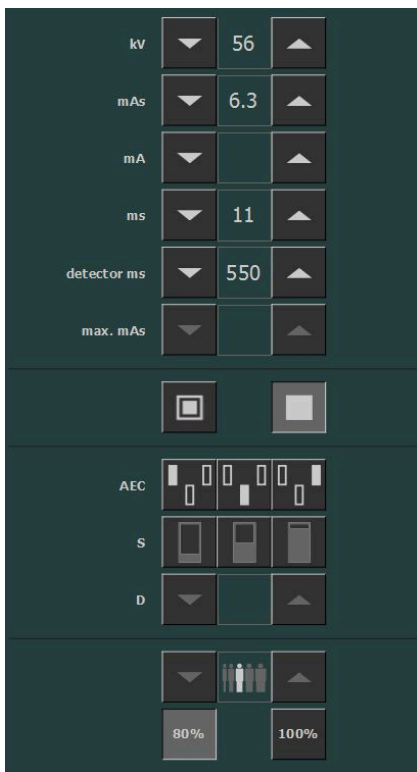 kV 56
mAs 6.3
mA
ms 11
detector ms 550
max. mAs
AEC
S
D
80% 100%